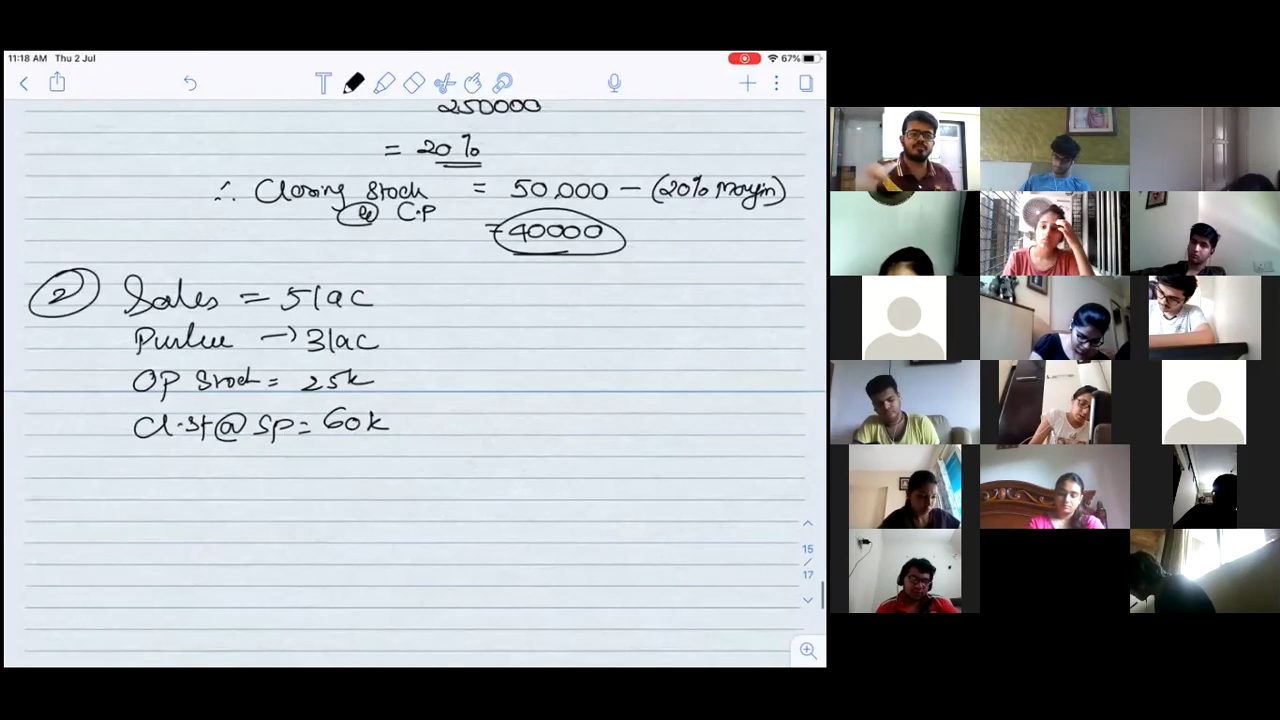 11:18 AM Thu 2 Jul
67%
T
250000
= 20%
∴ Closing Stock = 50,000 - (20% Margin)
@ C.P
= 40000
2 Sales = 5 lac
→ 3 lac
OP Stock = 25k
Cl.St @ SP = 60k
15
/
17